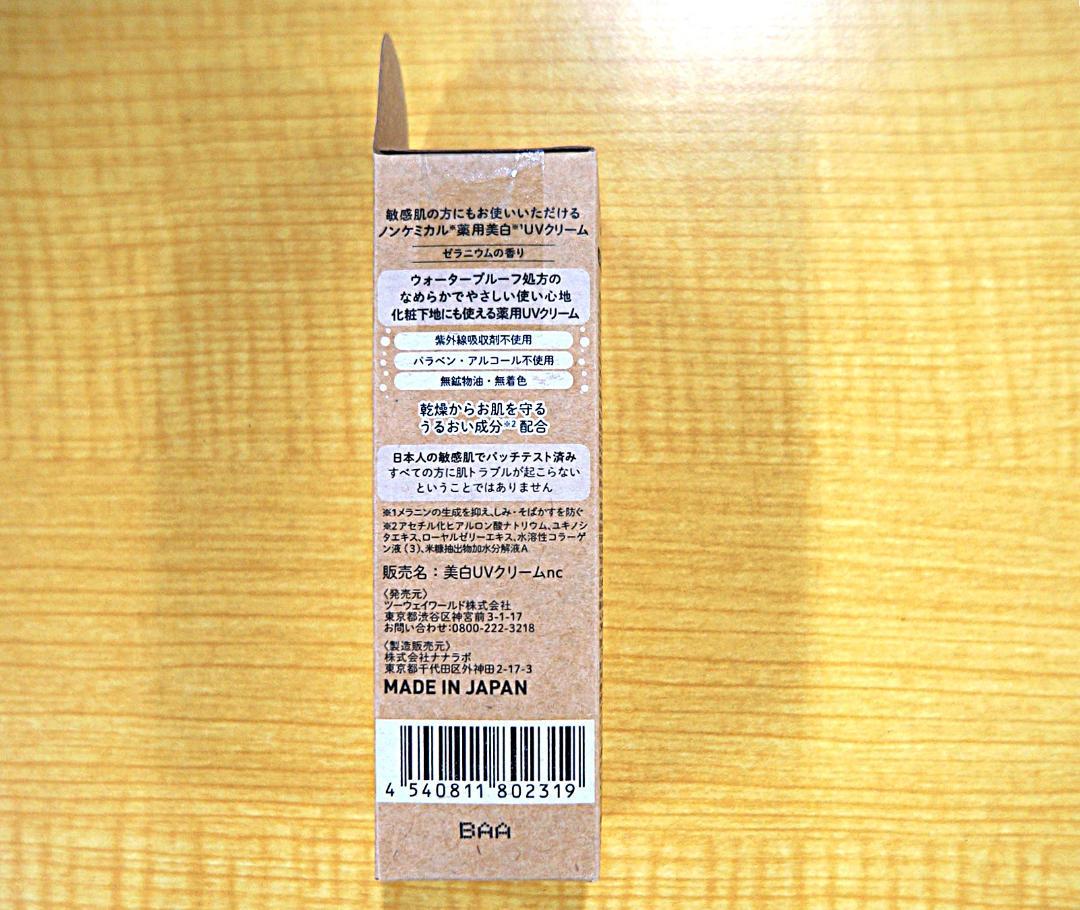 敏感肌の方にもお使いいただける
ノンケミカル※薬用美白※1UVクリーム
ゼラニウムの香り
ウォータープルーフ処方の
なめらかでやさしい使い心地
化粧下地にも使える薬用UVクリーム
紫外線吸収剤不使用
パラベン・アルコール不使用
無鉱物油・無着色
乾燥からお肌を守る
うるおい成分※2配合
日本人の敏感肌でパッチテスト済み
すべての方に肌トラブルが起こらない
ということではありません
※1メラニンの生成を抑え、しみ・そばかすを防ぐ
※2アセチル化ヒアルロン酸ナトリウム、ユキノシ
タエキス、ローヤルゼリーエキス、水溶性コラーゲ
ン液(3)、米糠抽出物加水分解液A
販売名:美白UVクリームnc
〈発売元〉
ツーウェイワールド株式会社
東京都渋谷区神宮前3-1-17
お問い合わせ:0800-222-3218
〈製造販売元〉
株式会社ナナラボ
東京都千代田区外神田2-17-3
MADE IN JAPAN
4 540811 802319
BAA